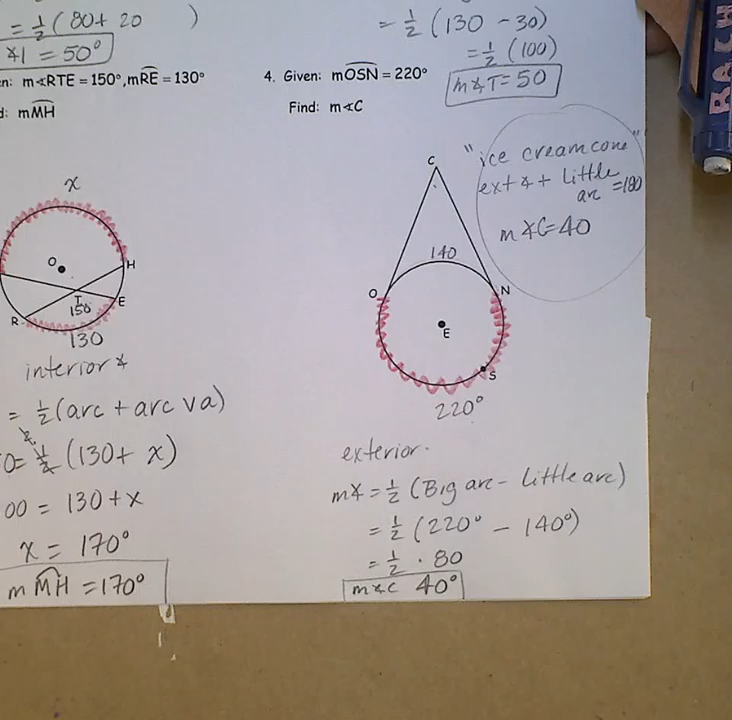 = ½(80+ 20 )
∡1 = 50°
= ½ (130 - 30)
= ½ (100)
m∡T= 50
n: m∢RTE = 150°, mRE = 130°
d: mMH
4. Given: mOSN = 220°
Find: m∢C
"ice cream cone"
ext ∡ + little
arc =180
m∡C=40
x
O
H
T
150
E
R
130
C
140
O
N
E
S
220°
interior ∡
= ½(arc + arc va)
2
0= ½ (130+ x)
00 = 130+x
x = 170°
m MH = 170°
exterior.
m∡ = ½ (Big arc - Little arc)
= ½ (220° - 140°)
= ½ · 80
m∡C 40°